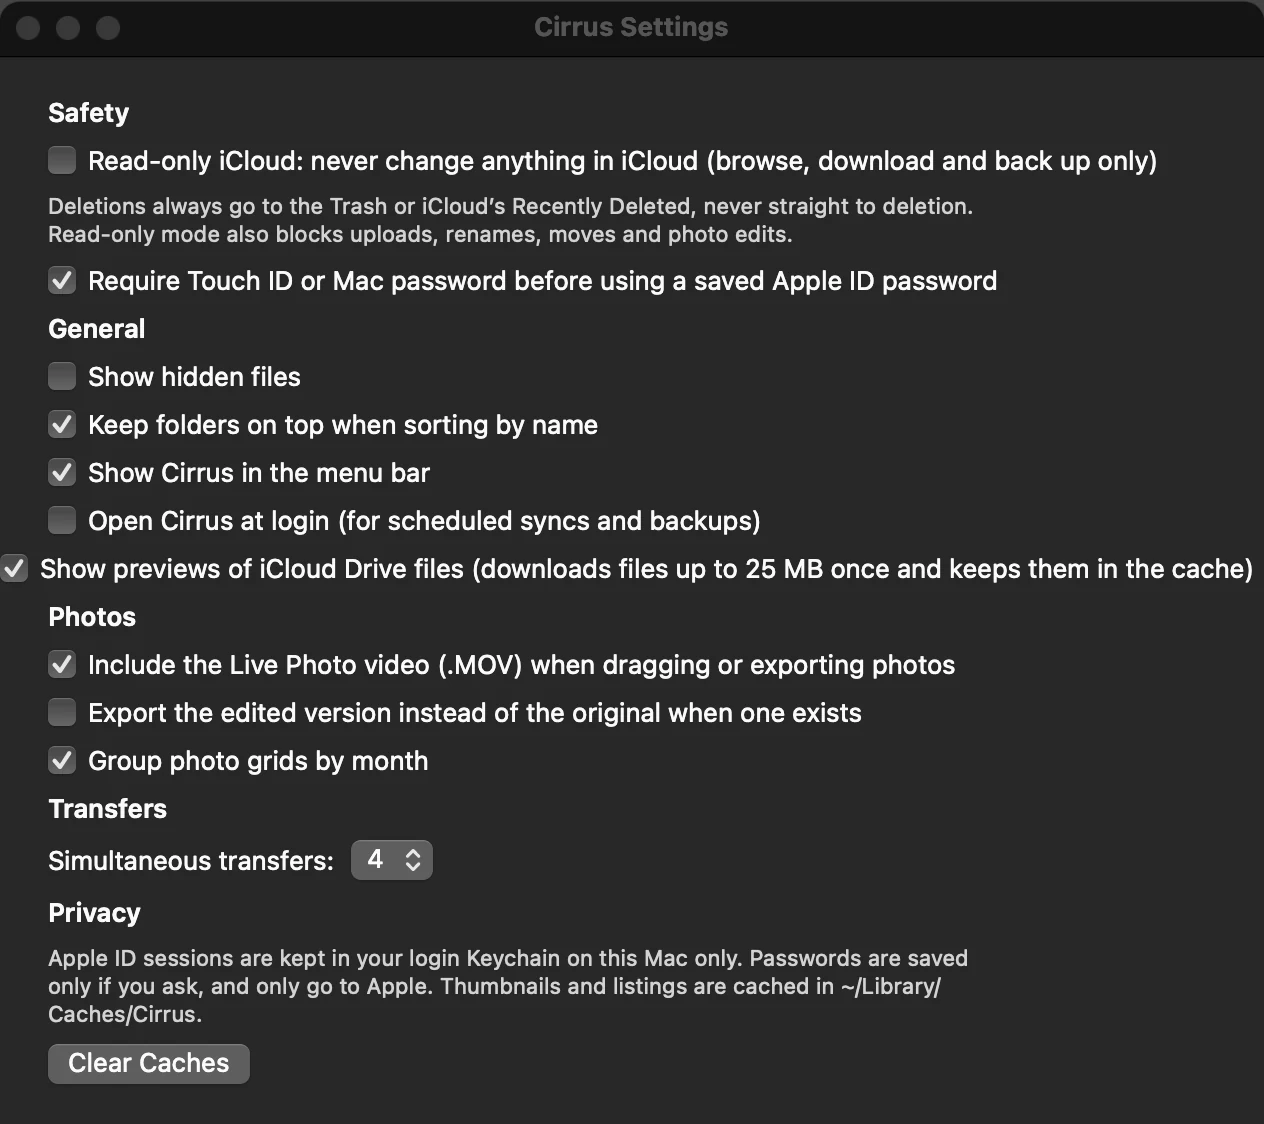 Cirrus Settings
Safety
Read-only iCloud: never change anything in iCloud (browse, download and back up only)
Deletions always go to the Trash or iCloud’s Recently Deleted, never straight to deletion.
Read-only mode also blocks uploads, renames, moves and photo edits.
Require Touch ID or Mac password before using a saved Apple ID password
General
Show hidden files
Keep folders on top when sorting by name
Show Cirrus in the menu bar
Open Cirrus at login (for scheduled syncs and backups)
Show previews of iCloud Drive files (downloads files up to 25 MB once and keeps them in the cache)
Photos
Include the Live Photo video (.MOV) when dragging or exporting photos
Export the edited version instead of the original when one exists
Group photo grids by month
Transfers
Simultaneous transfers: 4
Privacy
Apple ID sessions are kept in your login Keychain on this Mac only. Passwords are saved
only if you ask, and only go to Apple. Thumbnails and listings are cached in ~/Library/
Caches/Cirrus.
Clear Caches